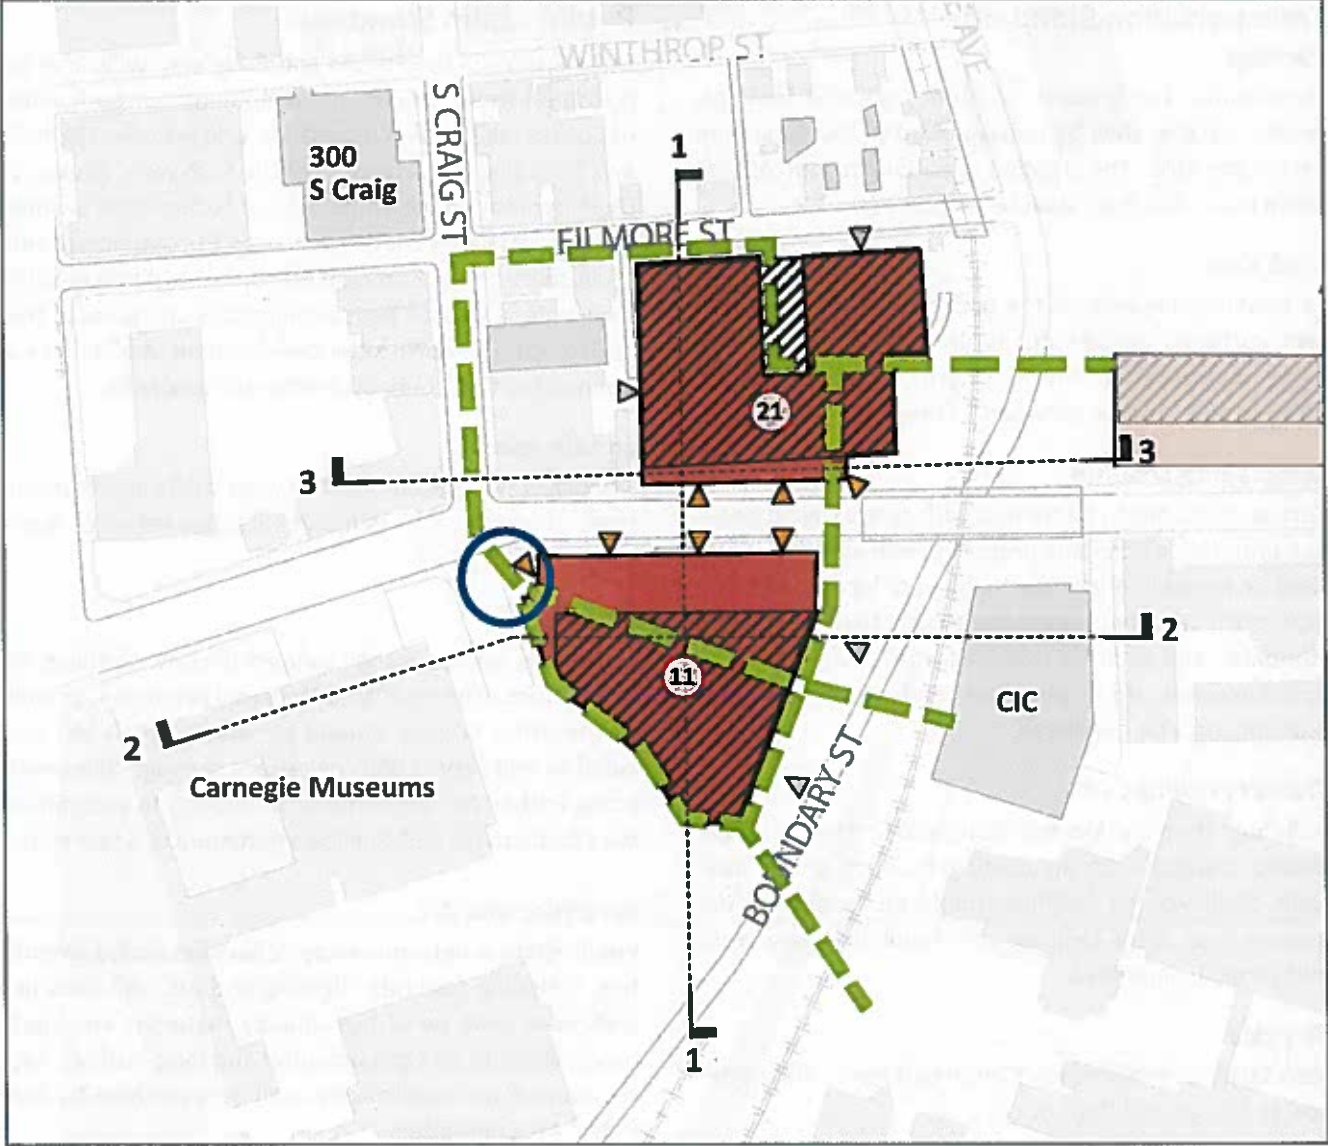 WINTHROP ST
S CRAIG ST
300
S Craig
1
FILMORE ST
21
3
3
2
11
CIC
2
Carnegie Museums
BOUNDARY ST
1